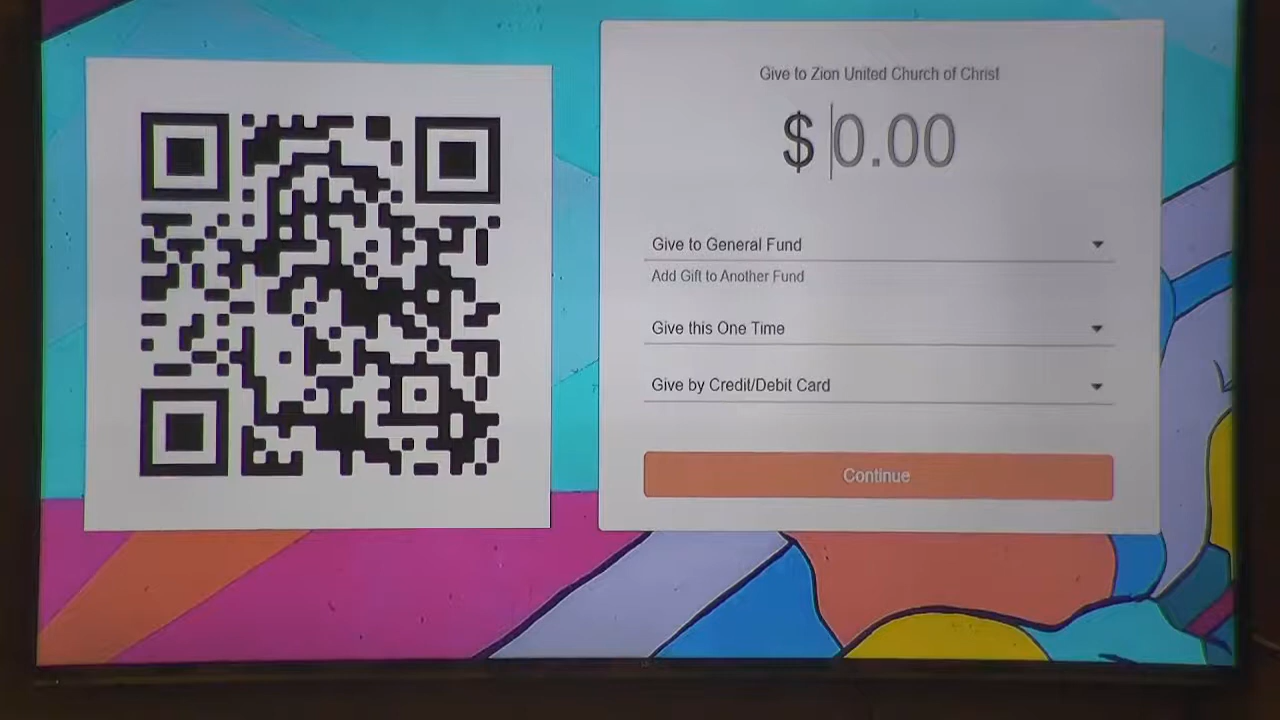 Give to Zion United Church of Christ
$ 0.00
Give to General Fund
Add Gift to Another Fund
Give this One Time
Give by Credit/Debit Card
Continue